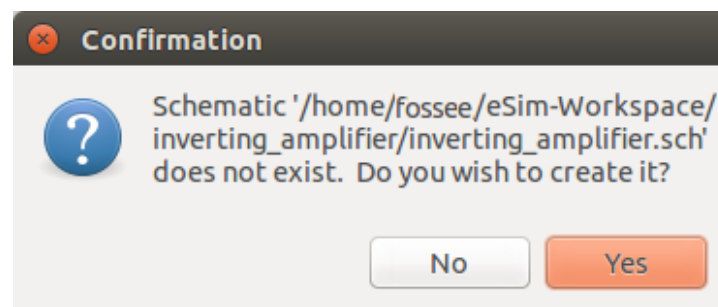 Confirmation
Schematic '/home/fossee/eSim-Workspace/
inverting_amplifier/inverting_amplifier.sch'
does not exist. Do you wish to create it?
No
Yes